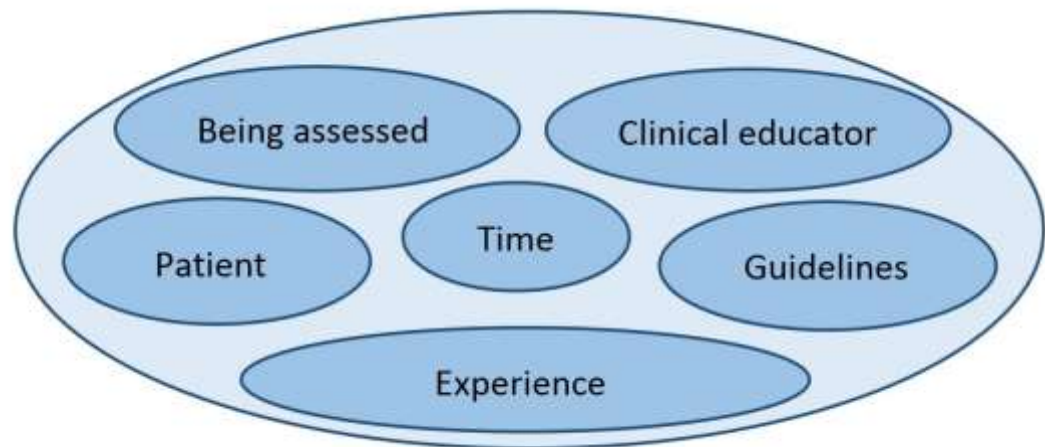 Being assessed
Clinical educator
Patient
Time
Guidelines
Experience